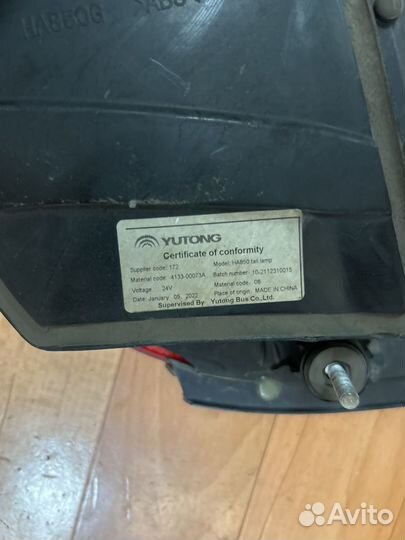 HA850G
YUTONG
Certificate of conformity
Supplier code: 172 Model: HA850 tail lamp
Material code: 4133-00073A Batch number: 10-2112310015
Voltage: 24V Material code: 08
Date: January 05, 2022 Place of origin: MADE IN CHINA
Supervised By Yutong Bus Co.,Ltd.
Avito